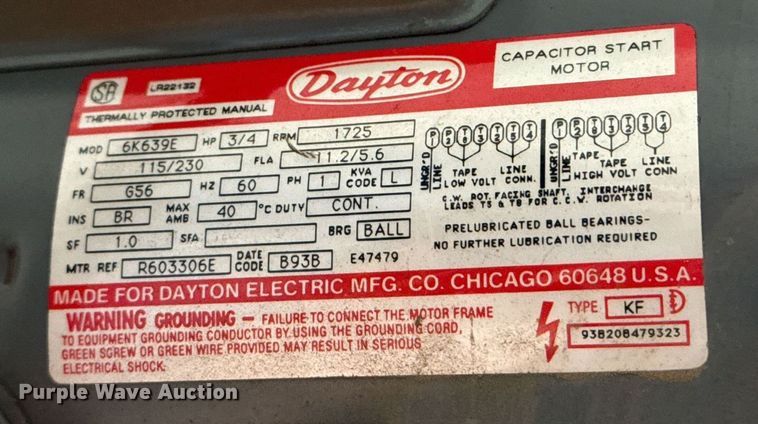 SA LR22132
Dayton
CAPACITOR START
MOTOR
THERMALLY PROTECTED MANUAL
MOD 6K639E HP 3/4 RPM 1725
V 115/230 FLA 11.2/5.6
FR G56 HZ 60 PH 1 KVA CODE L
INS BR MAX AMB 40 °C DUTY CONT.
SF 1.0 SFA BRG BALL
MTR REF R603306E DATE CODE B93B E47479
UNGR'D LINE TAPE LINE
LOW VOLT CONN.
UNGR'D LINE TAPE LINE
HIGH VOLT CONN
C.W. ROT. FACING SHAFT. INTERCHANGE
LEADS T5 & T8 FOR C.C.W. ROTATION
PRELUBRICATED BALL BEARINGS-
NO FURTHER LUBRICATION REQUIRED
MADE FOR DAYTON ELECTRIC MFG. CO. CHICAGO 60648 U.S.A.
WARNING GROUNDING – FAILURE TO CONNECT THE MOTOR FRAME
TO EQUIPMENT GROUNDING CONDUCTOR BY USING THE GROUNDING CORD,
GREEN SCREW OR GREEN WIRE PROVIDED MAY RESULT IN SERIOUS
ELECTRICAL SHOCK.
TYPE KF
93B208479323
Purple Wave Auction